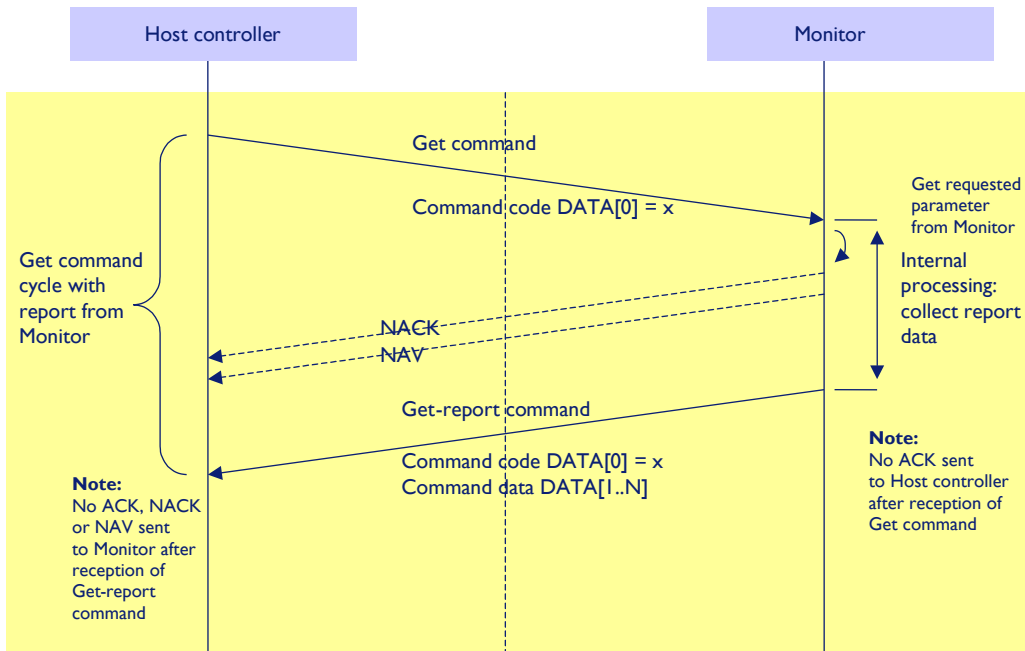 Host controller
Monitor
Get command
Command code DATA[0] = x
Get requested
parameter
from Monitor
Get command
cycle with
report from
Monitor
Internal
processing:
collect report
data
NACK
NAV
Get-report command
Command code DATA[0] = x
Command data DATA[1..N]
Note:
No ACK sent
to Host controller
after reception of
Get command
Note:
No ACK, NACK
or NAV sent
to Monitor after
reception of
Get-report
command